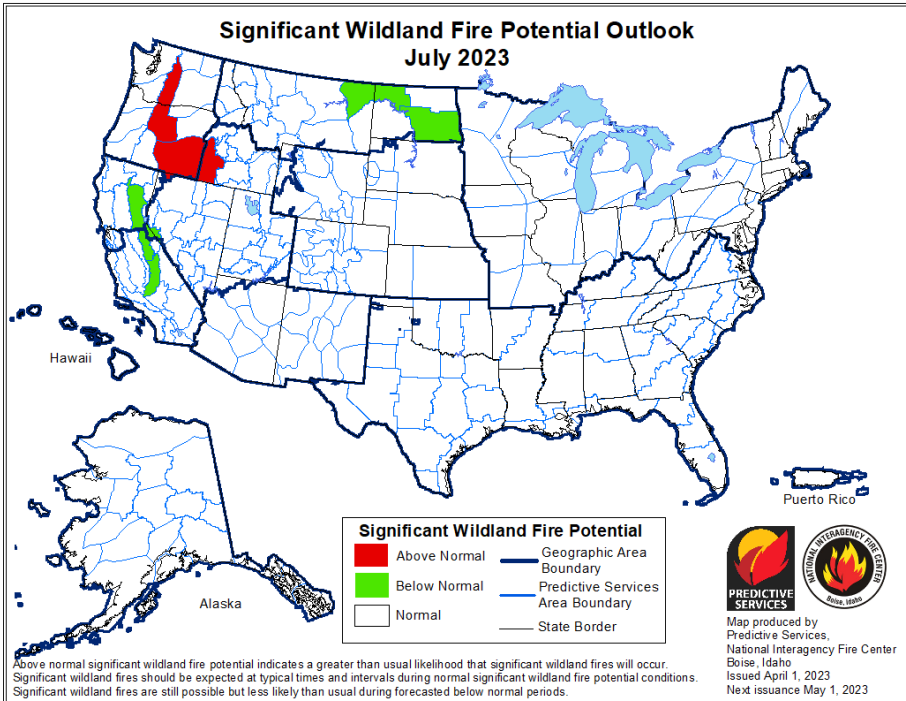 Significant Wildland Fire Potential Outlook
July 2023
Hawaii
Alaska
Puerto Rico
Significant Wildland Fire Potential
Above Normal
Below Normal
Normal
Geographic Area
Boundary
Predictive Services
Area Boundary
State Border
PREDICTIVE
SERVICES
NATIONAL INTERAGENCY FIRE CENTER
Boise, Idaho
Map produced by
Predictive Services,
National Interagency Fire Center
Boise, Idaho
Issued April 1, 2023
Next issuance May 1, 2023
Above normal significant wildland fire potential indicates a greater than usual likelihood that significant wildland fires will occur.
Significant wildland fires should be expected at typical times and intervals during normal significant wildland fire potential conditions.
Significant wildland fires are still possible but less likely than usual during forecasted below normal periods.